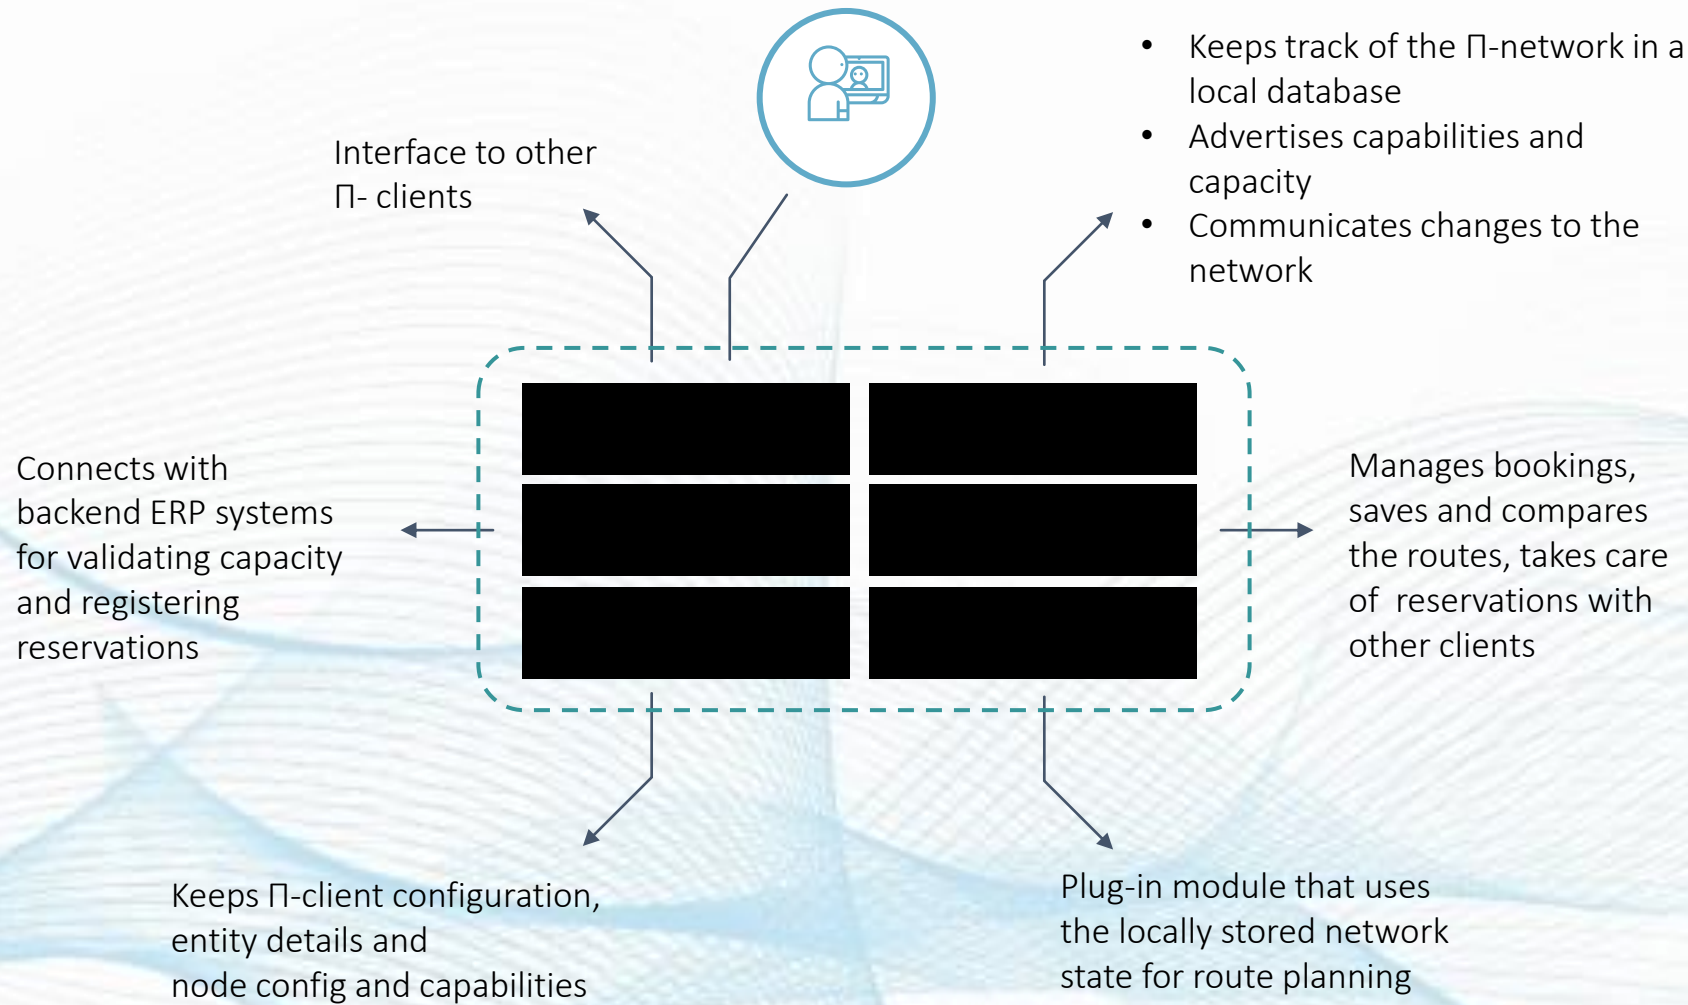 Interface to other
Π- clients
• Keeps track of the Π-network in a
local database
• Advertises capabilities and
capacity
• Communicates changes to the
network
Connects with
backend ERP systems
for validating capacity
and registering
reservations
Manages bookings,
saves and compares
the routes, takes care
of  reservations with
other clients
Keeps Π-client configuration,
entity details and
node config and capabilities
Plug-in module that uses
the locally stored network
state for route planning